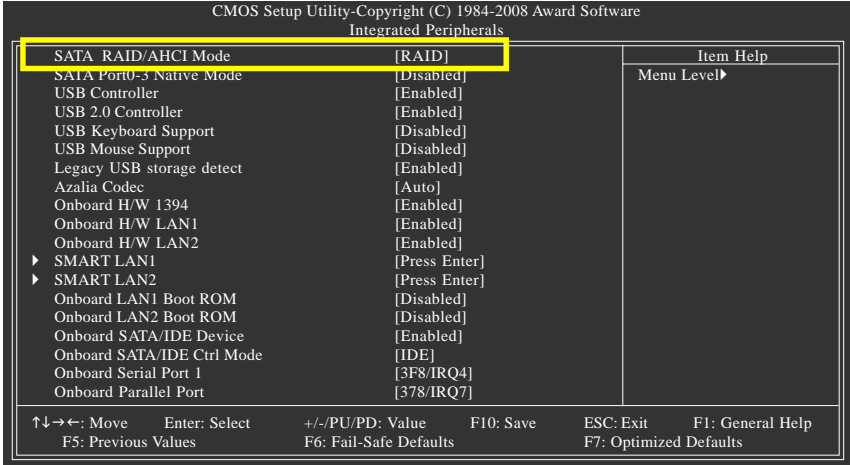 CMOS Setup Utility-Copyright (C) 1984-2008 Award Software
Integrated Peripherals
SATA RAID/AHCI Mode [RAID] Item Help
SATA Port0-3 Native Mode [Disabled] Menu Level▶
USB Controller [Enabled]
USB 2.0 Controller [Enabled]
USB Keyboard Support [Disabled]
USB Mouse Support [Disabled]
Legacy USB storage detect [Enabled]
Azalia Codec [Auto]
Onboard H/W 1394 [Enabled]
Onboard H/W LAN1 [Enabled]
Onboard H/W LAN2 [Enabled]
▶ SMART LAN1 [Press Enter]
▶ SMART LAN2 [Press Enter]
Onboard LAN1 Boot ROM [Disabled]
Onboard LAN2 Boot ROM [Disabled]
Onboard SATA/IDE Device [Enabled]
Onboard SATA/IDE Ctrl Mode [IDE]
Onboard Serial Port 1 [3F8/IRQ4]
Onboard Parallel Port [378/IRQ7]
↑↓→←: Move Enter: Select +/-/PU/PD: Value F10: Save ESC: Exit F1: General Help
F5: Previous Values F6: Fail-Safe Defaults F7: Optimized Defaults